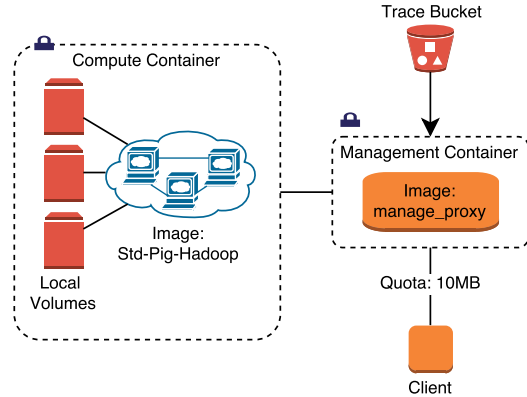 Trace Bucket
Compute Container
Management Container
Image:
manage_proxy
Image:
Std-Pig-Hadoop
Local
Volumes
Quota: 10MB
Client